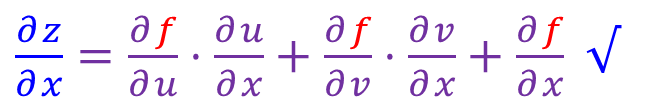 ∂z/∂x = ∂f/∂u · ∂u/∂x + ∂f/∂v · ∂v/∂x + ∂f/∂x √